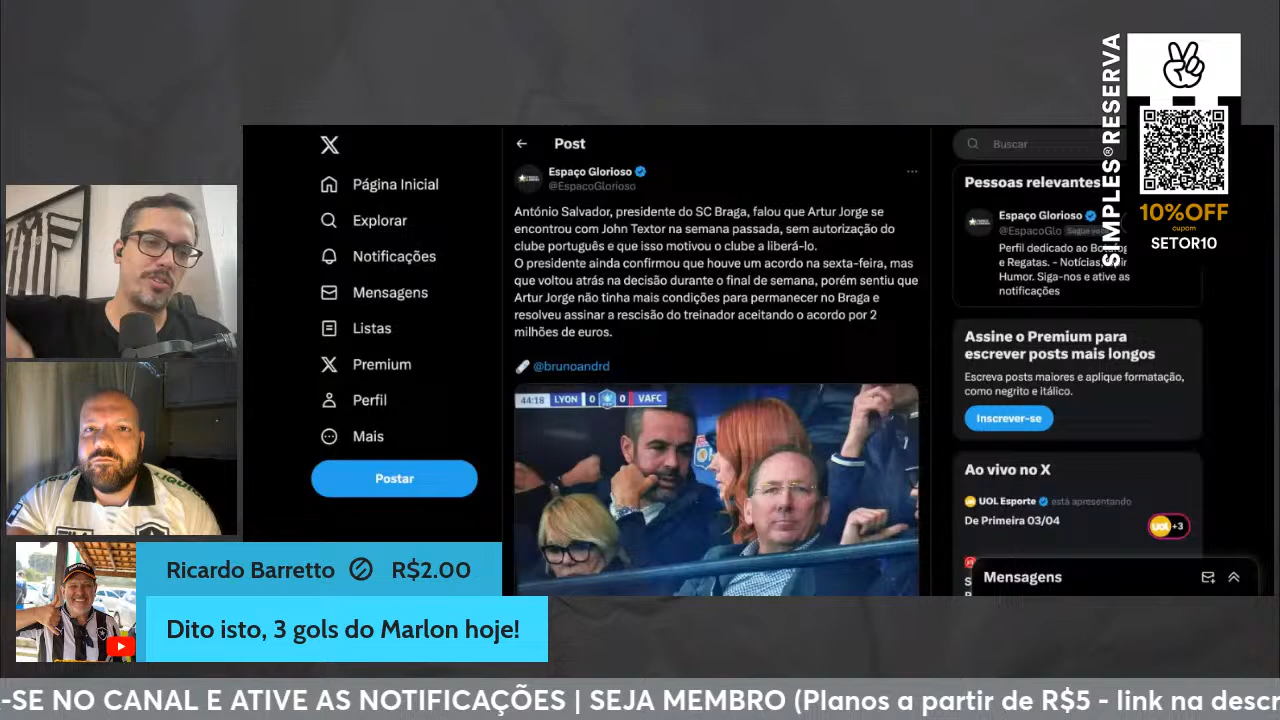 SIMPLES®RESERVA
10%OFF
cupom
SETOR10
Página Inicial
Explorar
Notificações
Mensagens
Listas
Premium
Perfil
Mais
Postar
Post
Espaço Glorioso
@EspacoGlorioso
António Salvador, presidente do SC Braga, falou que Artur Jorge se
encontrou com John Textor na semana passada, sem autorização do
clube português e que isso motivou o clube a liberá-lo.
O presidente ainda confirmou que houve um acordo na sexta-feira, mas
que voltou atrás na decisão durante o final de semana, porém sentiu que
Artur Jorge não tinha mais condições para permanecer no Braga e
resolveu assinar a rescisão do treinador aceitando o acordo por 2
milhões de euros.
@brunoandrd
44:18 LYON 0 0 VAFC
Buscar
Pessoas relevantes
Espaço Glorioso
@EspacoGlo
Perfil dedicado ao
e Regatas. - Notícias,
Humor. Siga-nos e ative as
notificações
Assine o Premium para
escrever posts mais longos
Escreva posts maiores e aplique formatação,
como negrito e itálico.
Inscrever-se
Ao vivo no X
UOL Esporte está apresentando
De Primeira 03/04
UOL +3
Mensagens
Ricardo Barretto R$2.00
Dito isto, 3 gols do Marlon hoje!
-SE NO CANAL E ATIVE AS NOTIFICAÇÕES | SEJA MEMBRO (Planos a partir de R$5 - link na descr